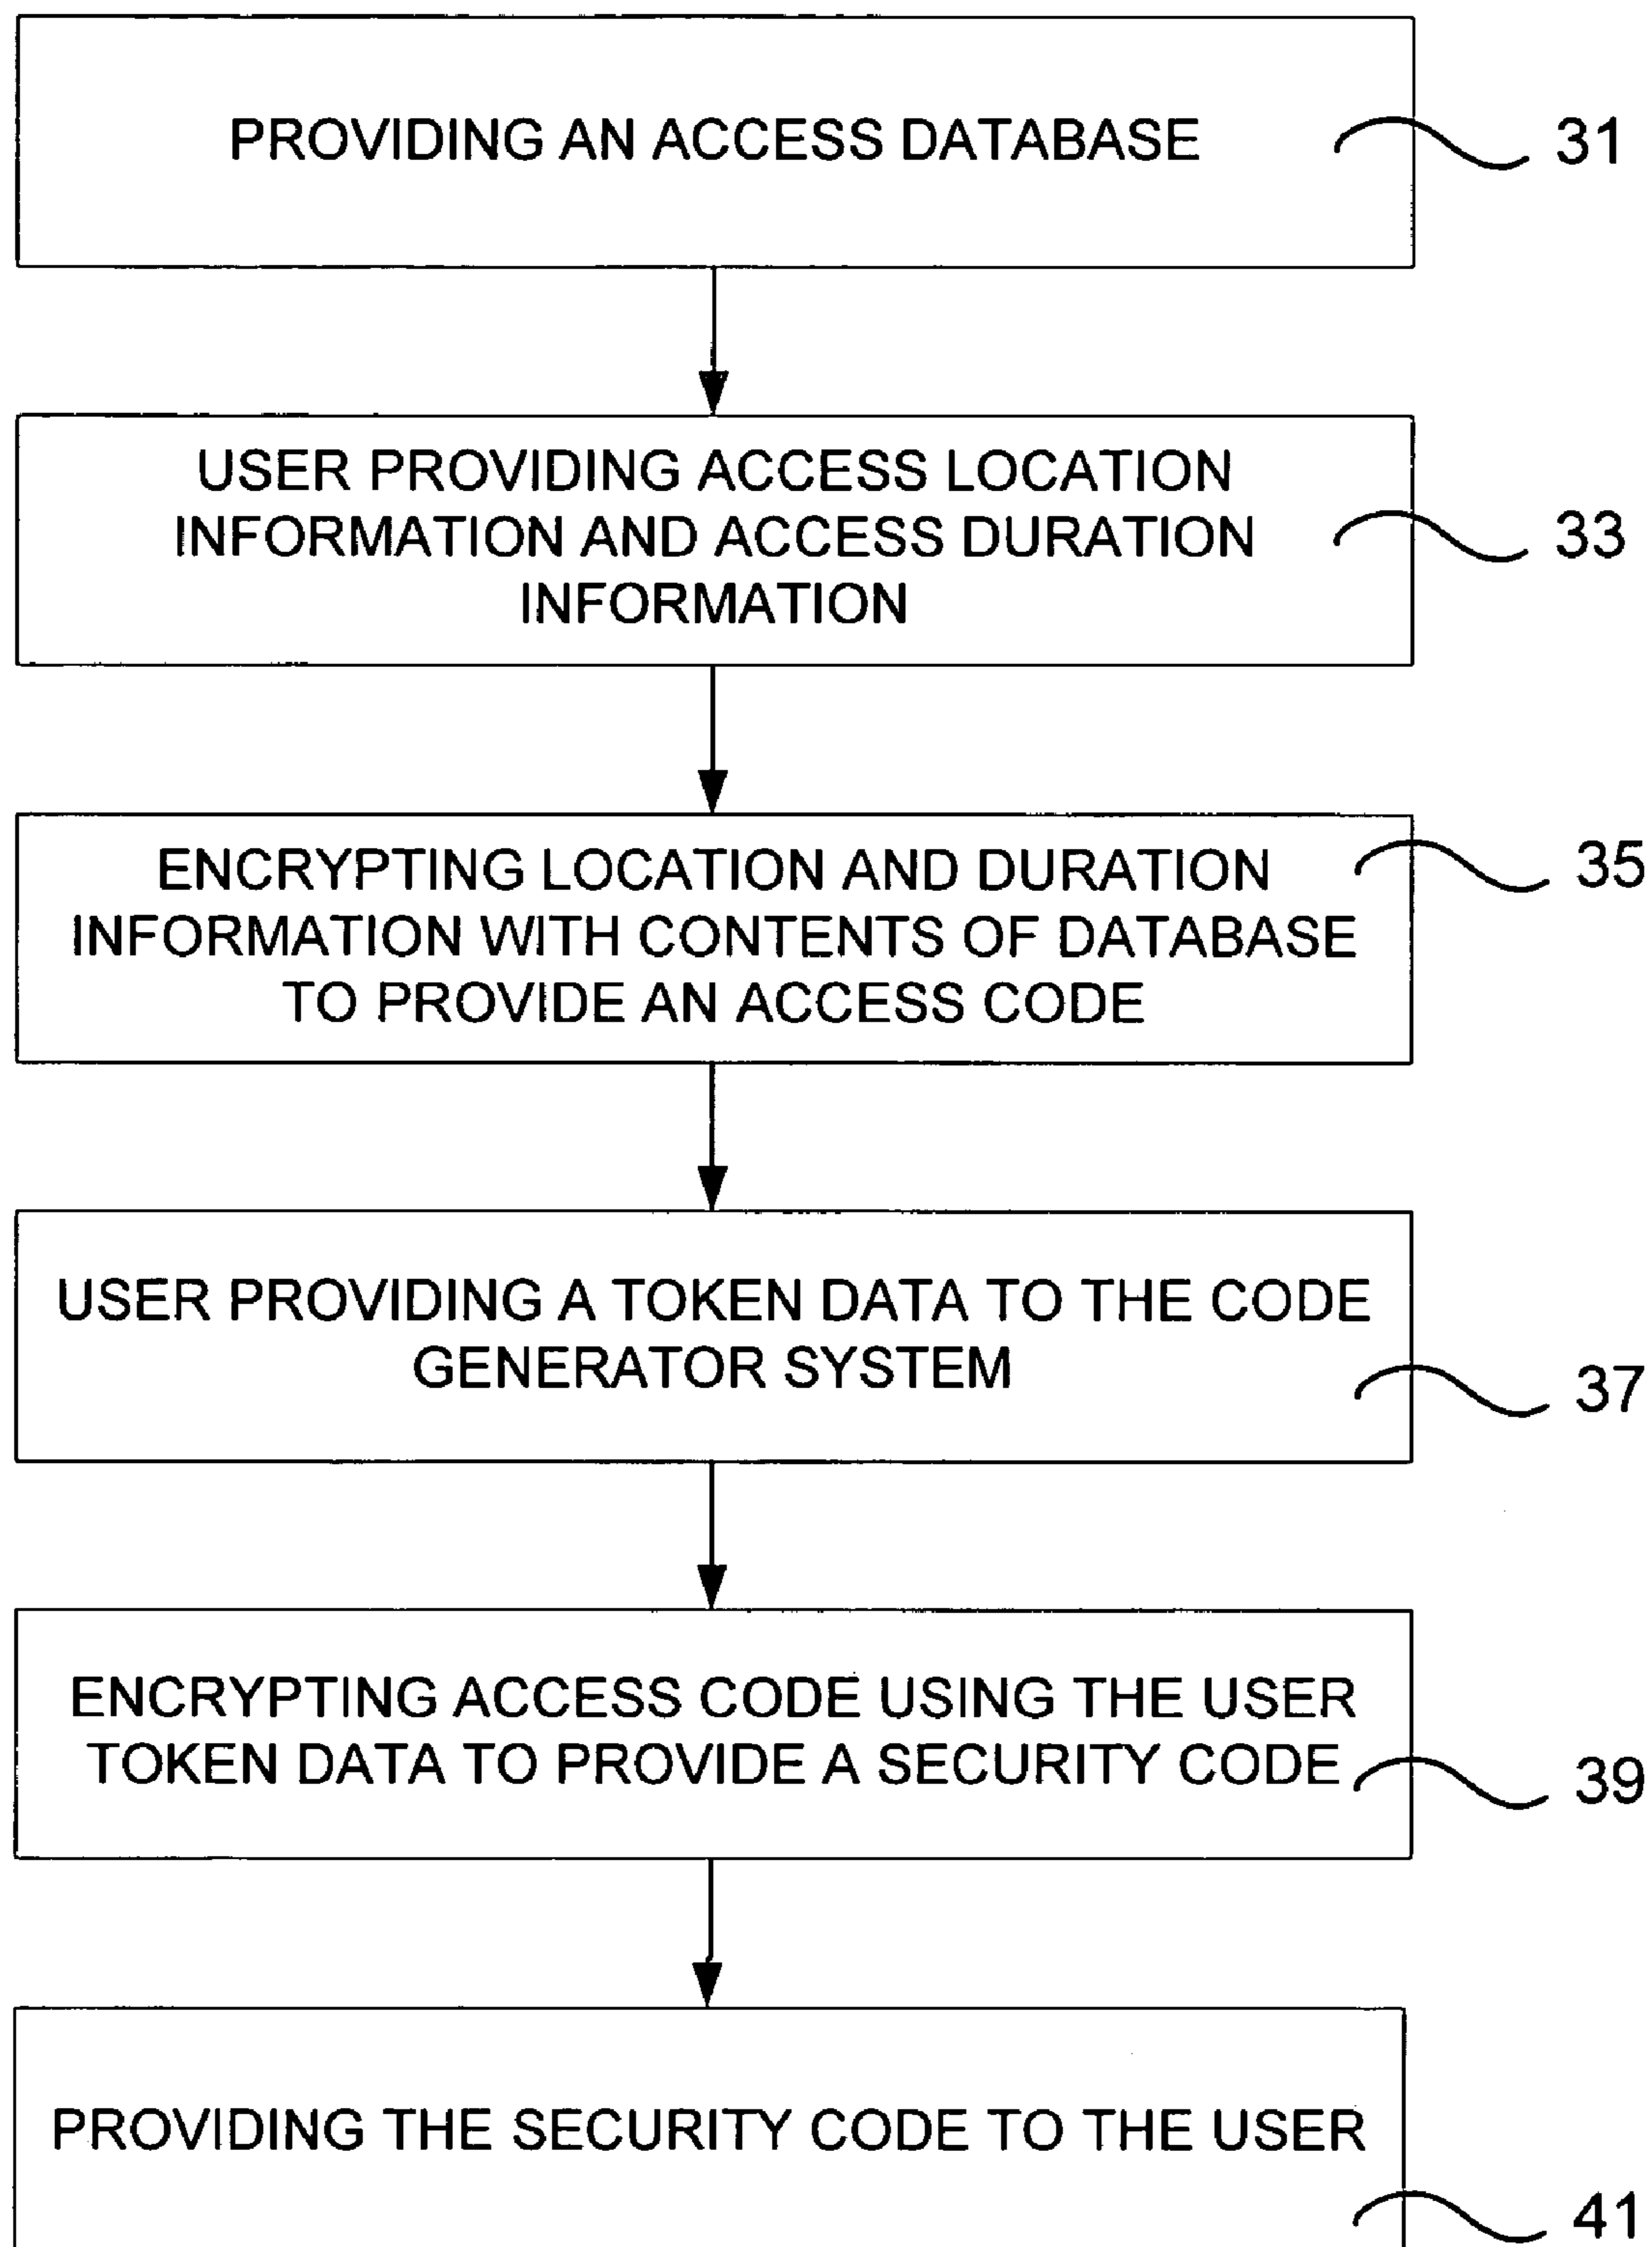 PROVIDING AN ACCESS DATABASE
31
USER PROVIDING ACCESS LOCATION
INFORMATION AND ACCESS DURATION
INFORMATION
33
ENCRYPTING LOCATION AND DURATION
INFORMATION WITH CONTENTS OF DATABASE
TO PROVIDE AN ACCESS CODE
35
USER PROVIDING A TOKEN DATA TO THE CODE
GENERATOR SYSTEM
37
ENCRYPTING ACCESS CODE USING THE USER
TOKEN DATA TO PROVIDE A SECURITY CODE
39
PROVIDING THE SECURITY CODE TO THE USER
41